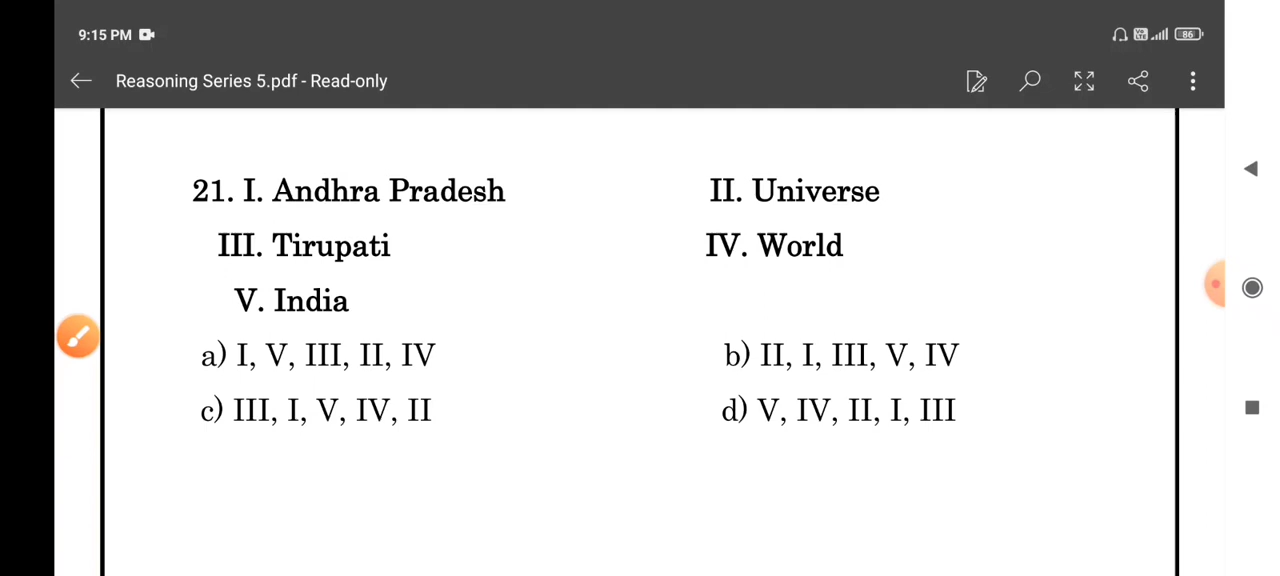 9:15 PM
86
Reasoning Series 5.pdf - Read-only
21. I. Andhra Pradesh II. Universe
III. Tirupati IV. World
V. India
a) I, V, III, II, IV b) II, I, III, V, IV
c) III, I, V, IV, II d) V, IV, II, I, III